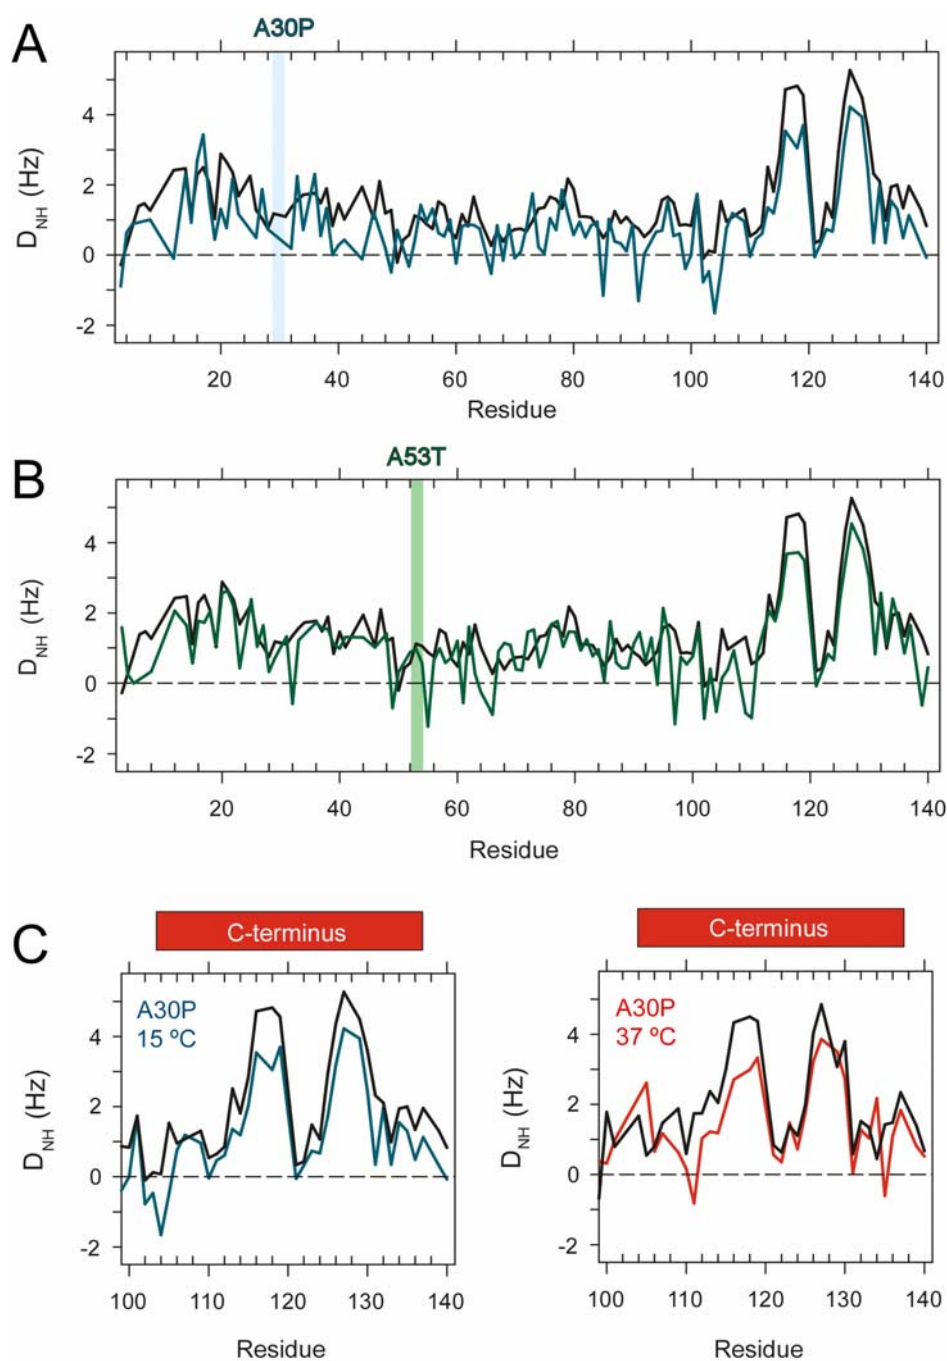 A
A30P
D_NH (Hz)
4
2
0
-2
20 40 60 80 100 120 140
Residue
B
A53T
D_NH (Hz)
4
2
0
-2
20 40 60 80 100 120 140
Residue
C
C-terminus
A30P
15 ºC
D_NH (Hz)
4
2
0
-2
100 110 120 130 140
Residue
C-terminus
A30P
37 ºC
D_NH (Hz)
4
2
0
-2
100 110 120 130 140
Residue